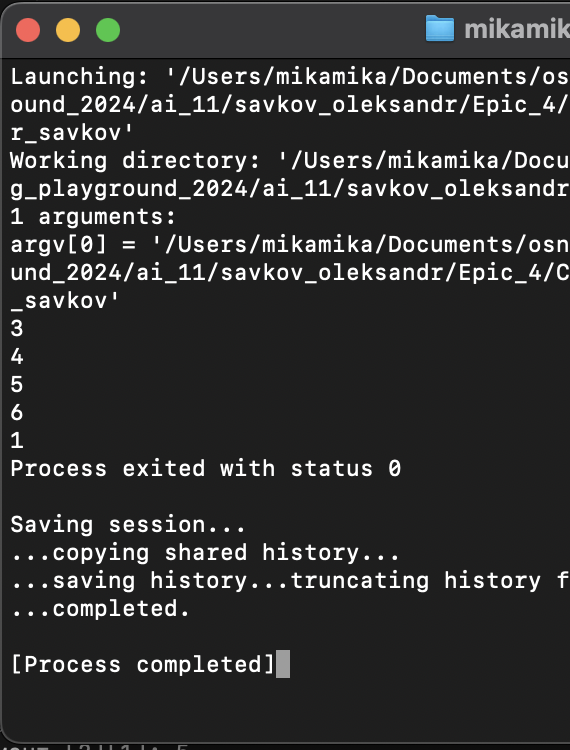 mikamik
Launching: '/Users/mikamika/Documents/os
ound_2024/ai_11/savkov_oleksandr/Epic_4/
r_savkov'
Working directory: '/Users/mikamika/Docu
g_playground_2024/ai_11/savkov_oleksandr
1 arguments:
argv[0] = '/Users/mikamika/Documents/osn
und_2024/ai_11/savkov_oleksandr/Epic_4/C
_savkov'
3
4
5
6
1
Process exited with status 0
Saving session...
...copying shared history...
...saving history...truncating history f
...completed.
[Process completed]